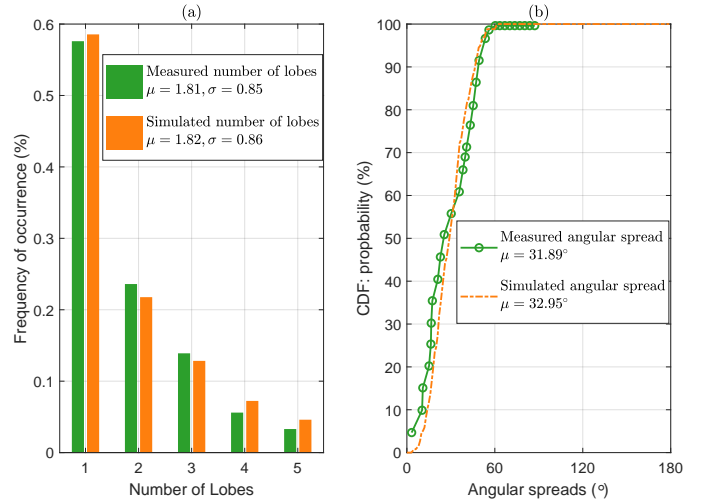 (a)
0.6
0.5
0.4
0.3
0.2
0.1
0
Frequency of occurrence (%)
Measured number of lobes
μ = 1.81, σ = 0.85
Simulated number of lobes
μ = 1.82, σ = 0.86
1 2 3 4 5
Number of Lobes
(b)
100
90
80
70
60
50
40
30
20
10
0
CDF: propbability (%)
Measured angular spread
μ = 31.89°
Simulated angular spread
μ = 32.95°
0 60 120 180
Angular spreads (°)